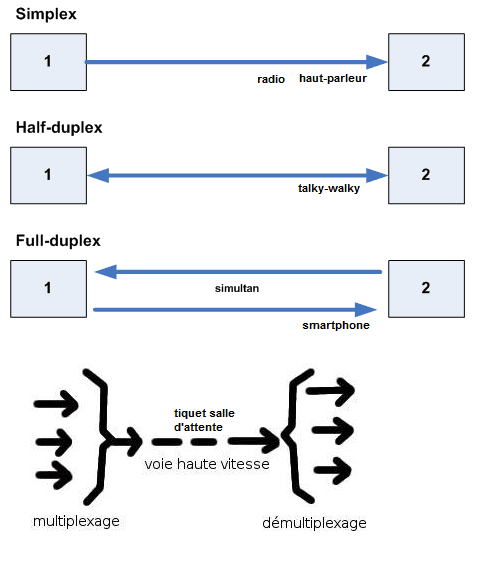 Simplex
1
2
radio haut-parleur
Half-duplex
1
2
talky-walky
Full-duplex
1
2
simultan
smartphone
tiquet salle
d'attente
voie haute vitesse
multiplexage
démultiplexage